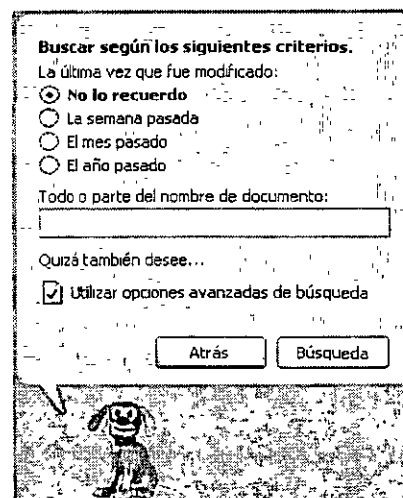 Buscar según los siguientes criterios.
La última vez que fue modificado:
No lo recuerdo
La semana pasada
El mes pasado
El año pasado
Todo o parte del nombre de documento:
Quizá también desee...
Utilizar opciones avanzadas de búsqueda
Atrás
Búsqueda